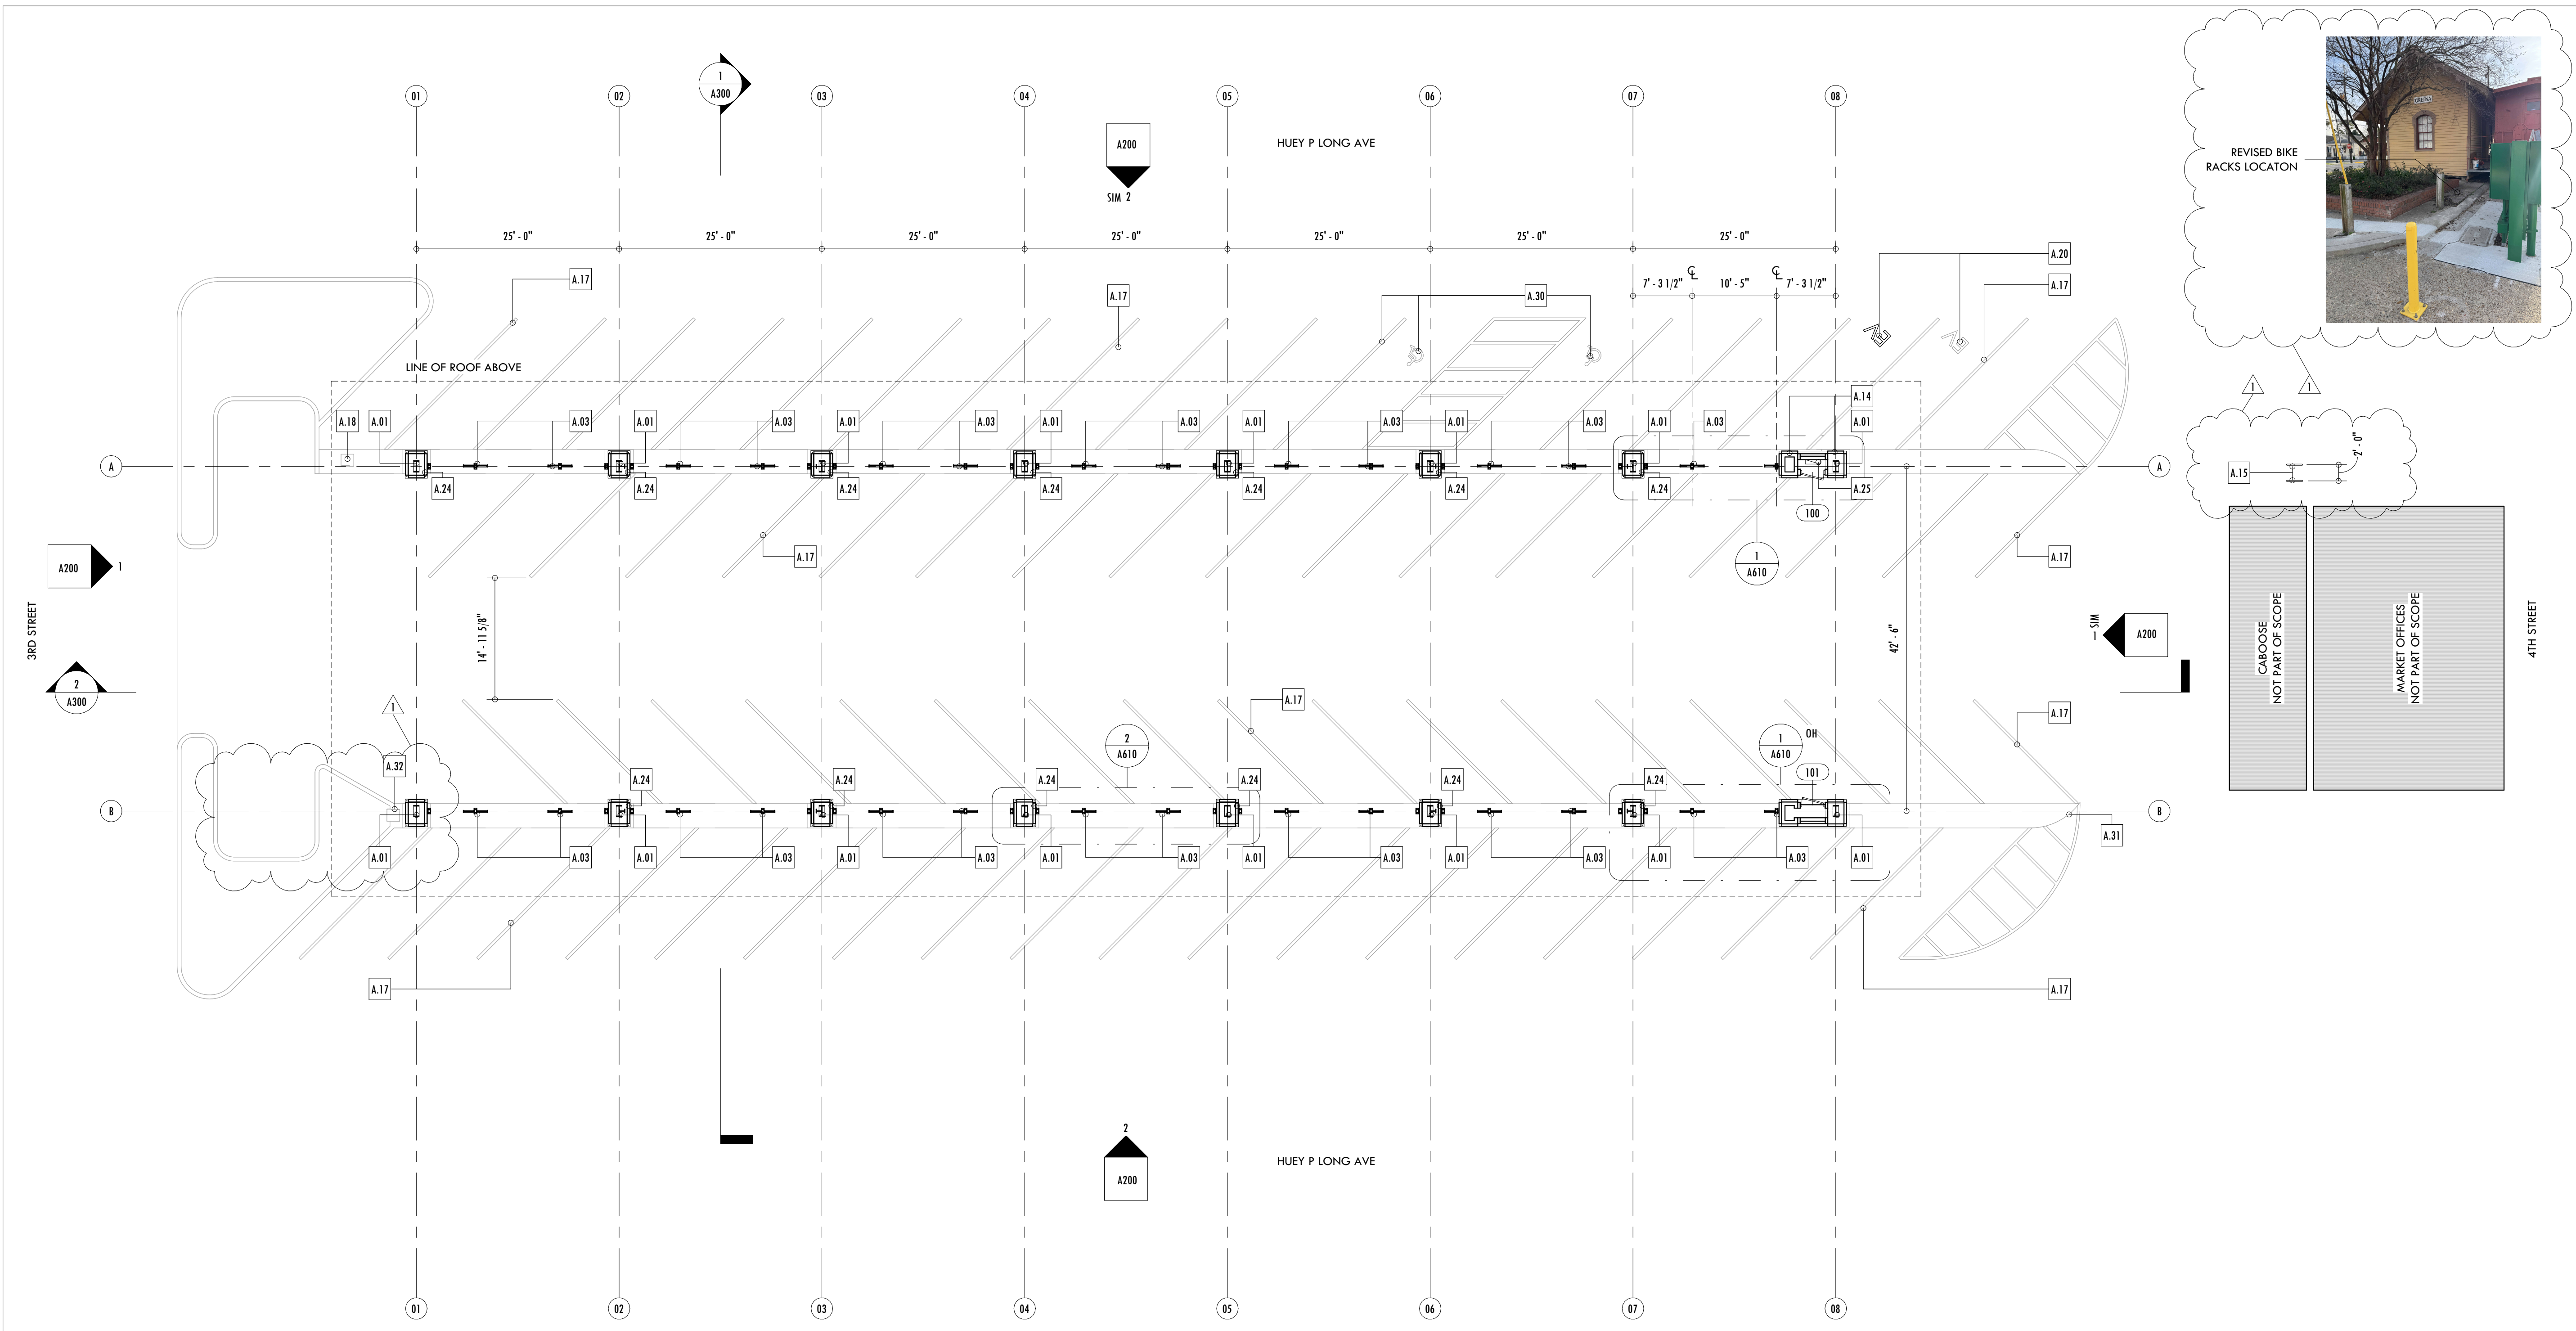 01
02
03
04
05
06
07
08
1
A300
A200
SIM 2
HUEY P LONG AVE
GRETNA
REVISED BIKE
RACKS LOCATON
25' - 0"
25' - 0"
25' - 0"
25' - 0"
25' - 0"
25' - 0"
25' - 0"
7' - 3 1/2"
10' - 5"
7' - 3 1/2"
A.20
A.17
A.17
A.17
A.30
LINE OF ROOF ABOVE
1
1
A.14
A.18
A.01
A.03
A.01
A.03
A.01
A.03
A.01
A.03
A.01
A.03
A.01
A.03
A.01
A.03
A.01
A
A
2' - 0"
A.15
A.24
A.24
A.24
A.24
A.24
A.24
A.24
A.25
100
A.17
A.17
1
A610
A200
1
3RD STREET
14' - 11 5/8"
42' - 6"
1 SIM
A200
CABOOSE
NOT PART OF SCOPE
MARKET OFFICES
NOT PART OF SCOPE
4TH STREET
2
A300
1
A.17
A.17
2
A610
1
A610
OH
A.32
A.24
A.24
A.24
A.24
A.24
A.24
101
B
B
A.31
A.01
A.03
A.01
A.03
A.01
A.03
A.01
A.03
A.01
A.03
A.01
A.03
A.01
A.03
A.01
A.17
A.17
2
A200
HUEY P LONG AVE
01
02
03
04
05
06
07
08